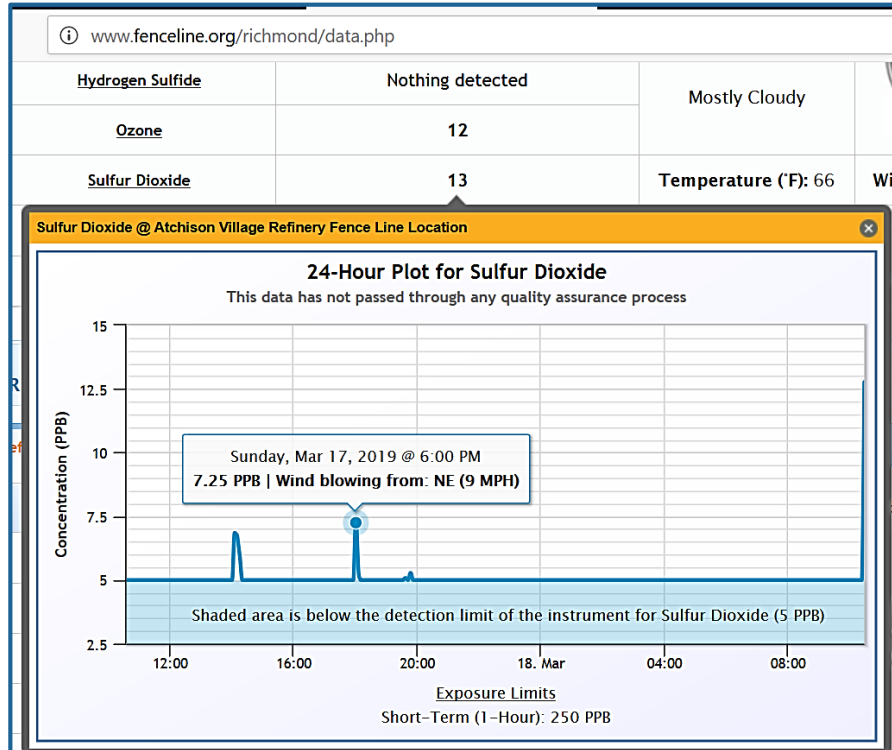 www.fenceline.org/richmond/data.php
Hydrogen Sulfide
Nothing detected
Mostly Cloudy
Ozone
12
Sulfur Dioxide
13
Temperature (°F): 66
Wi
Sulfur Dioxide @ Atchison Village Refinery Fence Line Location
24-Hour Plot for Sulfur Dioxide
This data has not passed through any quality assurance process
Concentration (PPB)
15
12.5
10
7.5
5
2.5
Sunday, Mar 17, 2019 @ 6:00 PM
7.25 PPB | Wind blowing from: NE (9 MPH)
Shaded area is below the detection limit of the instrument for Sulfur Dioxide (5 PPB)
12:00
16:00
20:00
18. Mar
04:00
08:00
Exposure Limits
Short-Term (1-Hour): 250 PPB
R
ef